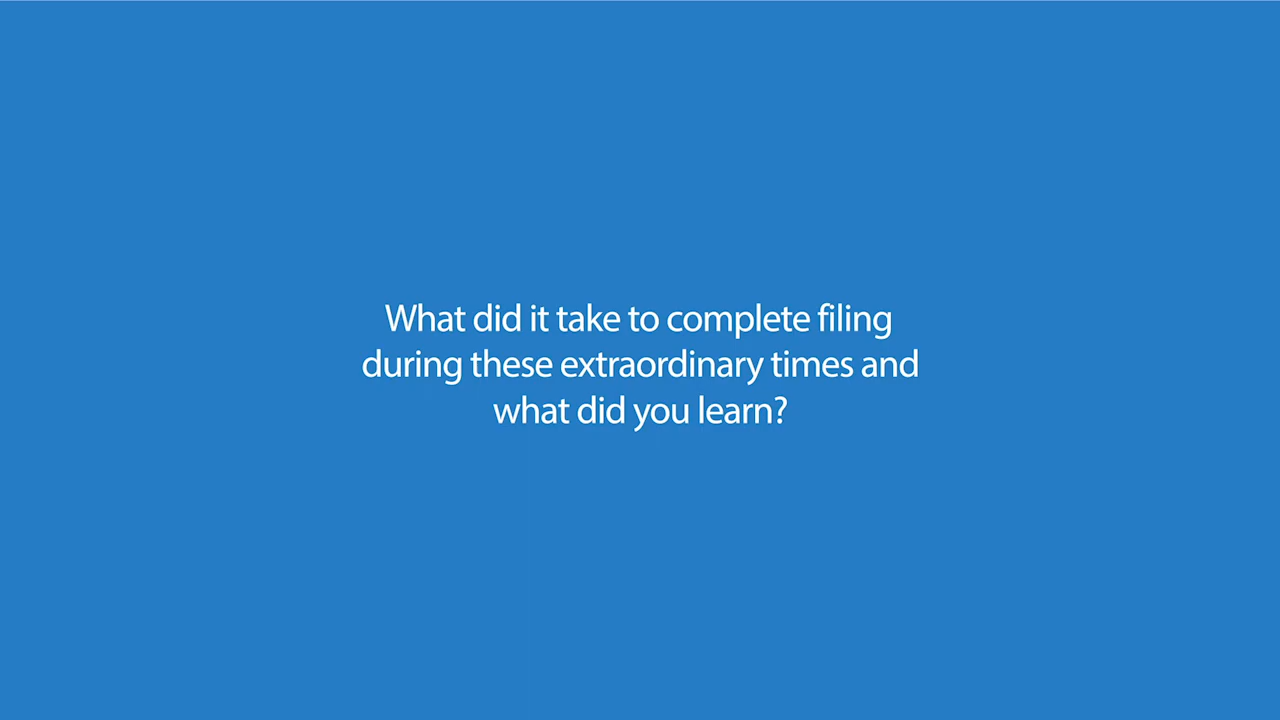 What did it take to complete filing
during these extraordinary times and
what did you learn?